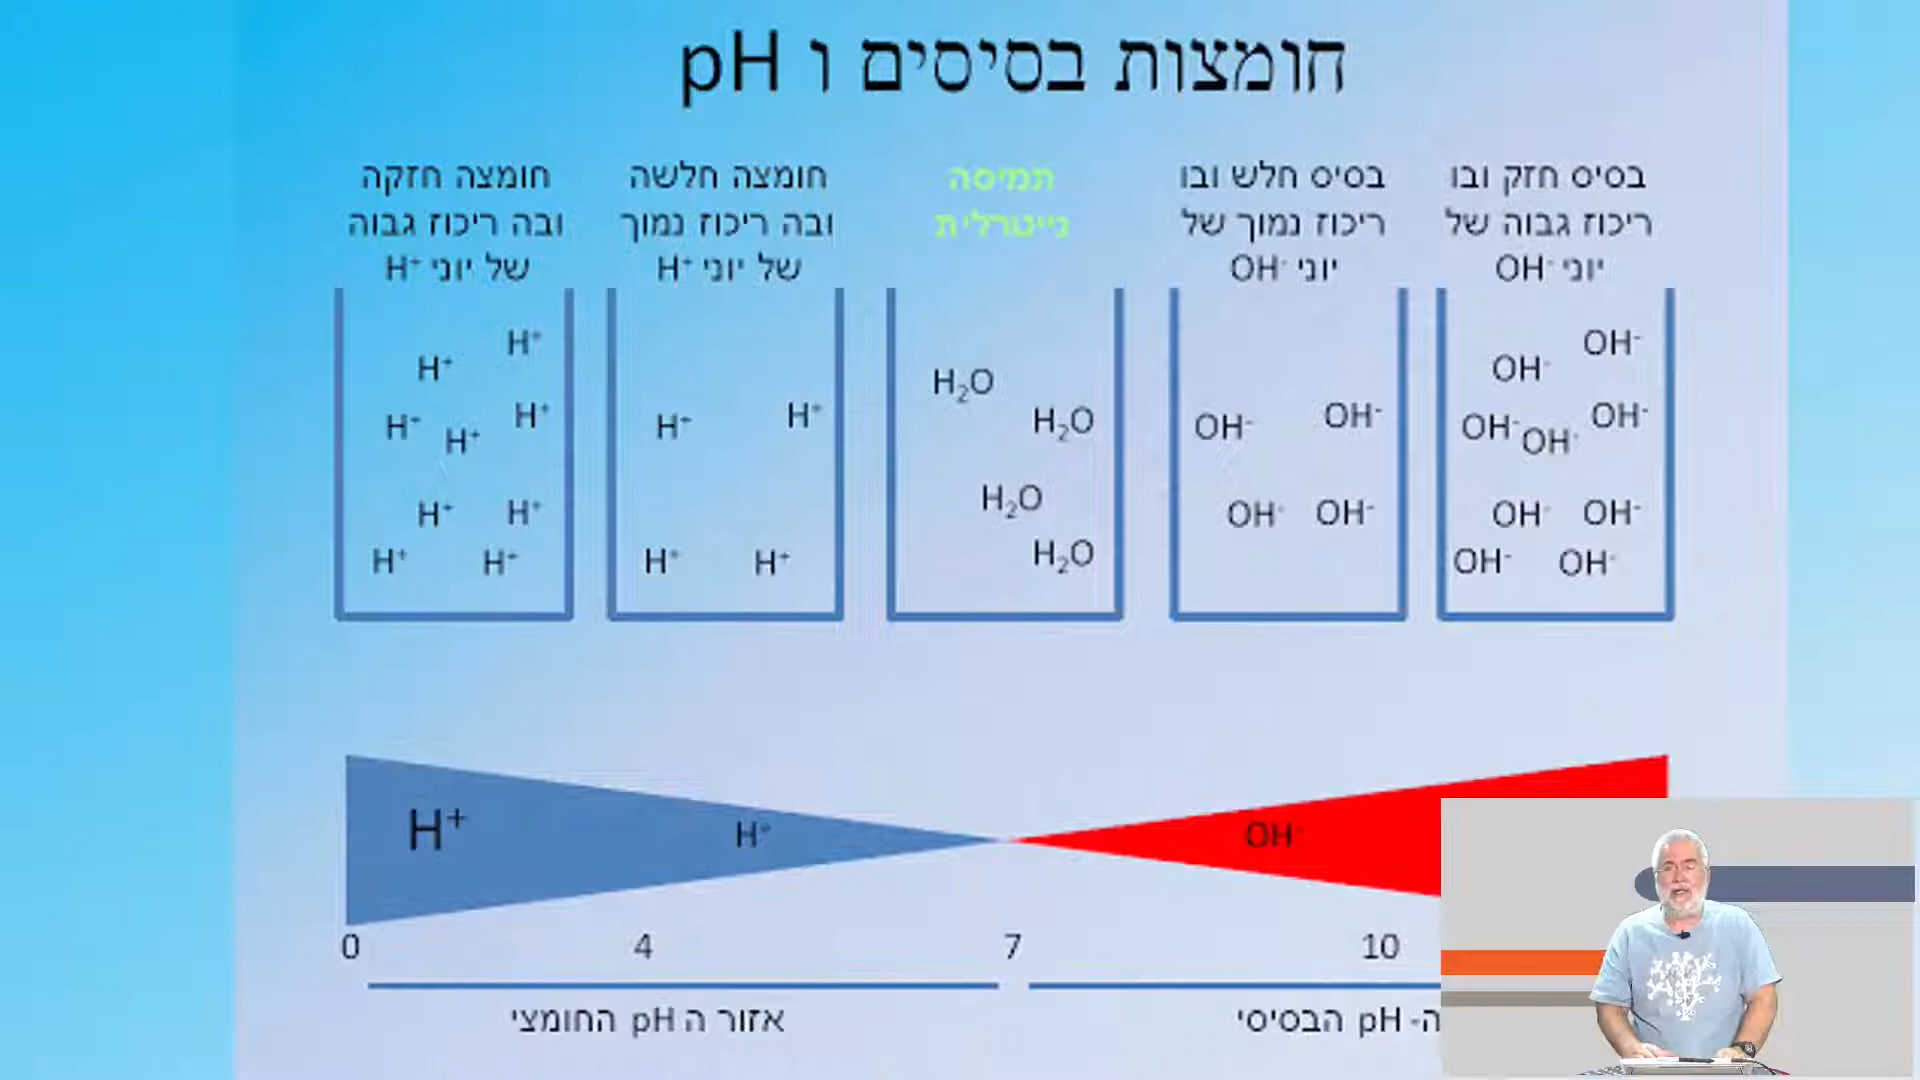 חומצות בסיסים ו pH
בסיס חזק ובו
ריכוז גבוה של
יוני OH-
בסיס חלש ובו
ריכוז נמוך של
יוני OH-
תמיסה
נייטרלית
חומצה חלשה
ובה ריכוז נמוך
של יוני H+
חומצה חזקה
ובה ריכוז גבוה
של יוני H+
OH-
OH-
OH-
OH-
OH-
OH-
OH-
OH-
OH-
OH-
OH-
OH-
OH-
H₂O
H₂O
H₂O
H₂O
H+
H+
H+
H+
H+
H+
H+
H+
H+
H+
H+
H+
H+
H+ H+ OH-
0 4 7 10
אזור ה pH החומצי
ה- pH הבסיסי